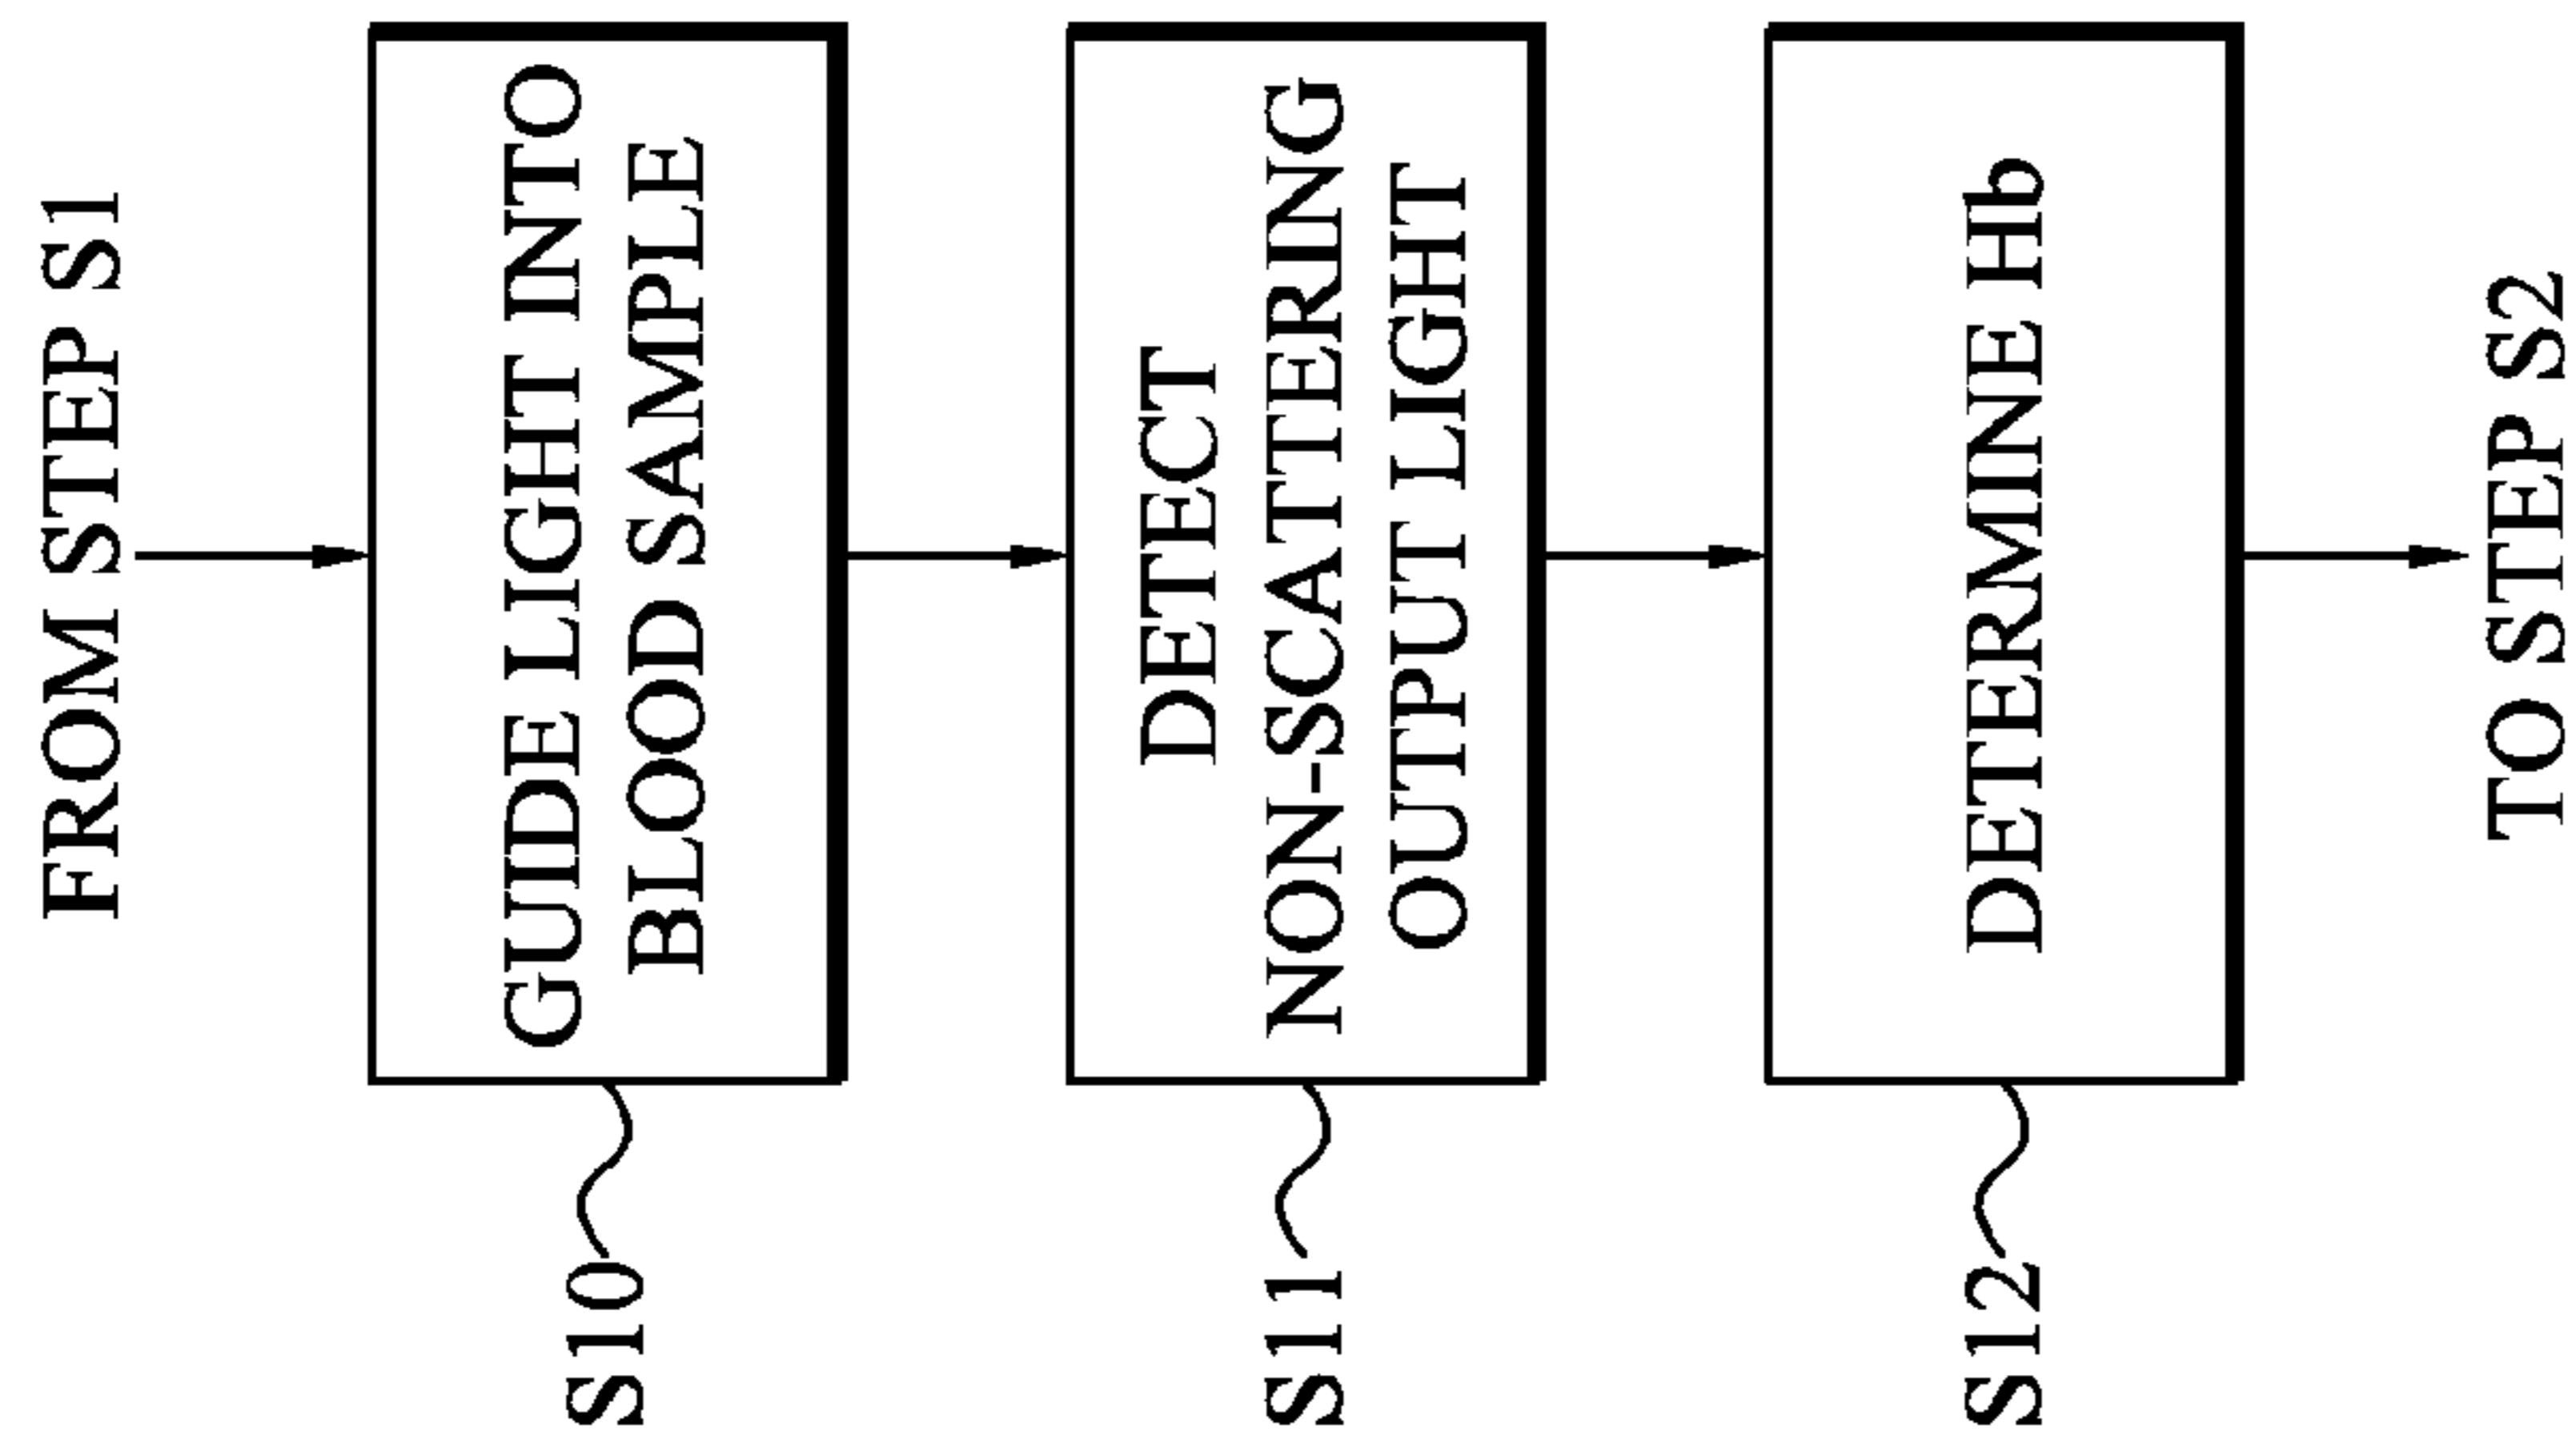 FROM STEP S1
GUIDE LIGHT INTO
BLOOD SAMPLE
S10
DETECT
NON-SCATTERING
OUTPUT LIGHT
S11
DETERMINE Hb
S12
TO STEP S2